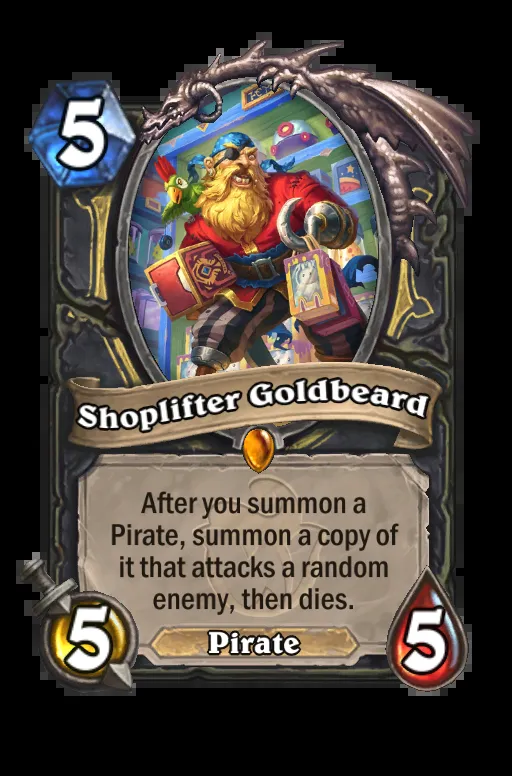 5
Shoplifter Goldbeard
After you summon a
Pirate, summon a copy of
it that attacks a random
enemy, then dies.
5
Pirate
5